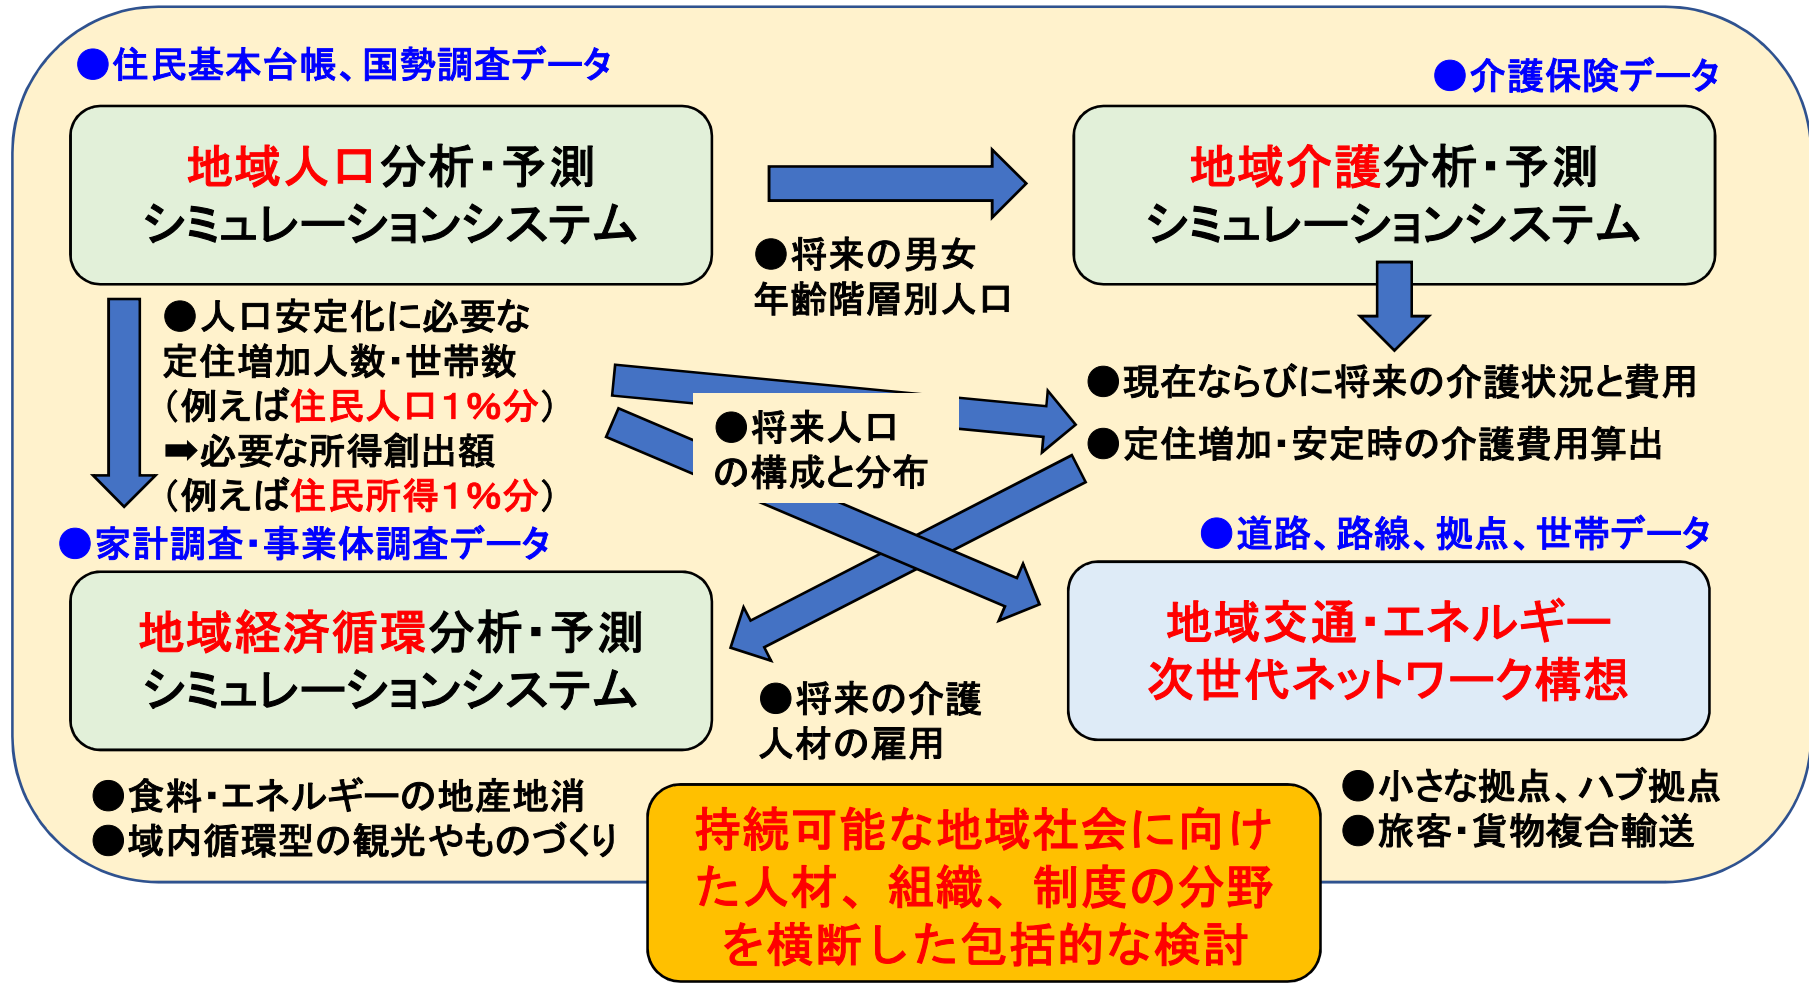 ●住民基本台帳、国勢調査データ
●介護保険データ
地域人口分析・予測
シミュレーションシステム
地域介護分析・予測
シミュレーションシステム
●将来の男女
年齢階層別人口
●人口安定化に必要な
定住増加人数・世帯数
（例えば住民人口１％分）
➡必要な所得創出額
（例えば住民所得１％分）
●将来人口
の構成と分布
●現在ならびに将来の介護状況と費用
●定住増加・安定時の介護費用算出
●家計調査・事業体調査データ
●道路、路線、拠点、世帯データ
地域経済循環分析・予測
シミュレーションシステム
地域交通・エネルギー
次世代ネットワーク構想
●将来の介護
人材の雇用
●食料・エネルギーの地産地消
●域内循環型の観光やものづくり
●小さな拠点、ハブ拠点
●旅客・貨物複合輸送
持続可能な地域社会に向け
た人材、組織、制度の分野
を横断した包括的な検討